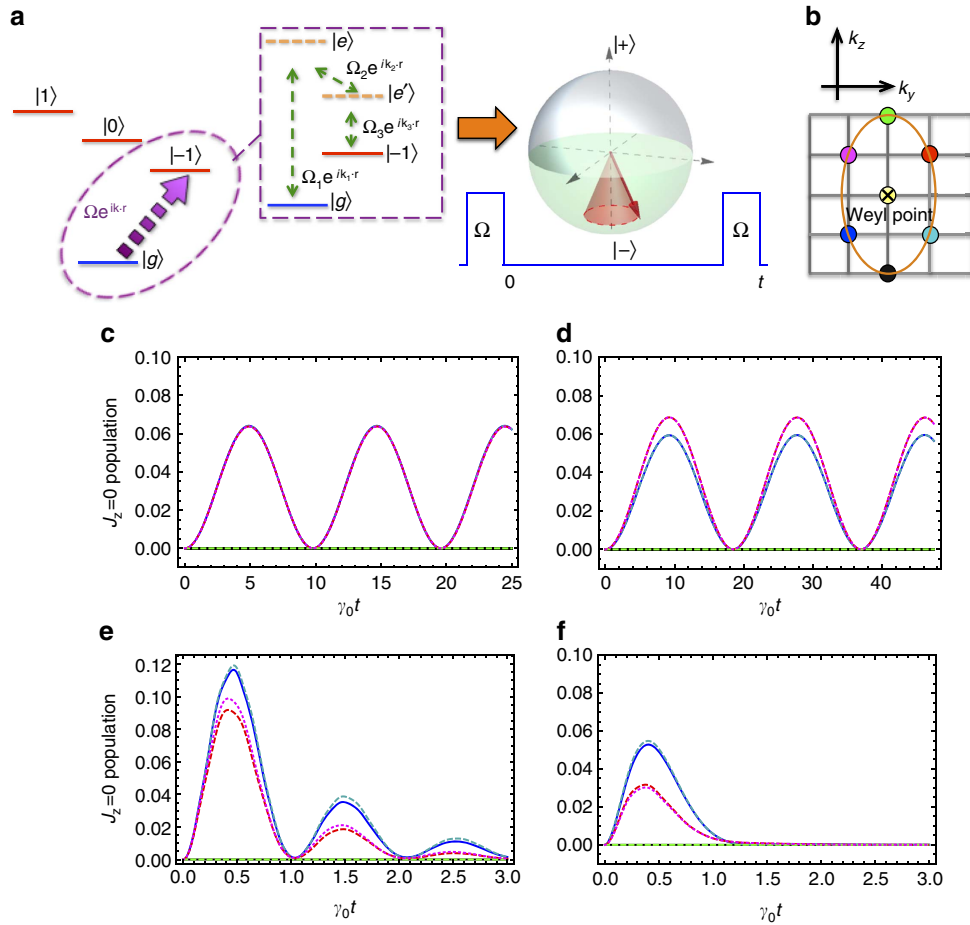 a
b
|1⟩
|0⟩
|−1⟩
Ωe^{ik·r}
|g⟩
|e⟩
Ω₂e^{ik₂·r}
|e′⟩
Ω₃e^{ik₃·r}
|−1⟩
Ω₁e^{ik₁·r}
|g⟩
|+⟩
|−⟩
Ω
Ω
0
t
k_z
k_y
Weyl point
c
J_z=0 population
0.10
0.08
0.06
0.04
0.02
0.00
0 5 10 15 20 25
γ₀t
d
0.10
0.08
0.06
0.04
0.02
0.00
0 10 20 30 40
γ₀t
e
J_z=0 population
0.12
0.10
0.08
0.06
0.04
0.02
0.00
0.0 0.5 1.0 1.5 2.0 2.5 3.0
γ₀t
f
0.10
0.08
0.06
0.04
0.02
0.00
0.0 0.5 1.0 1.5 2.0 2.5 3.0
γ₀t